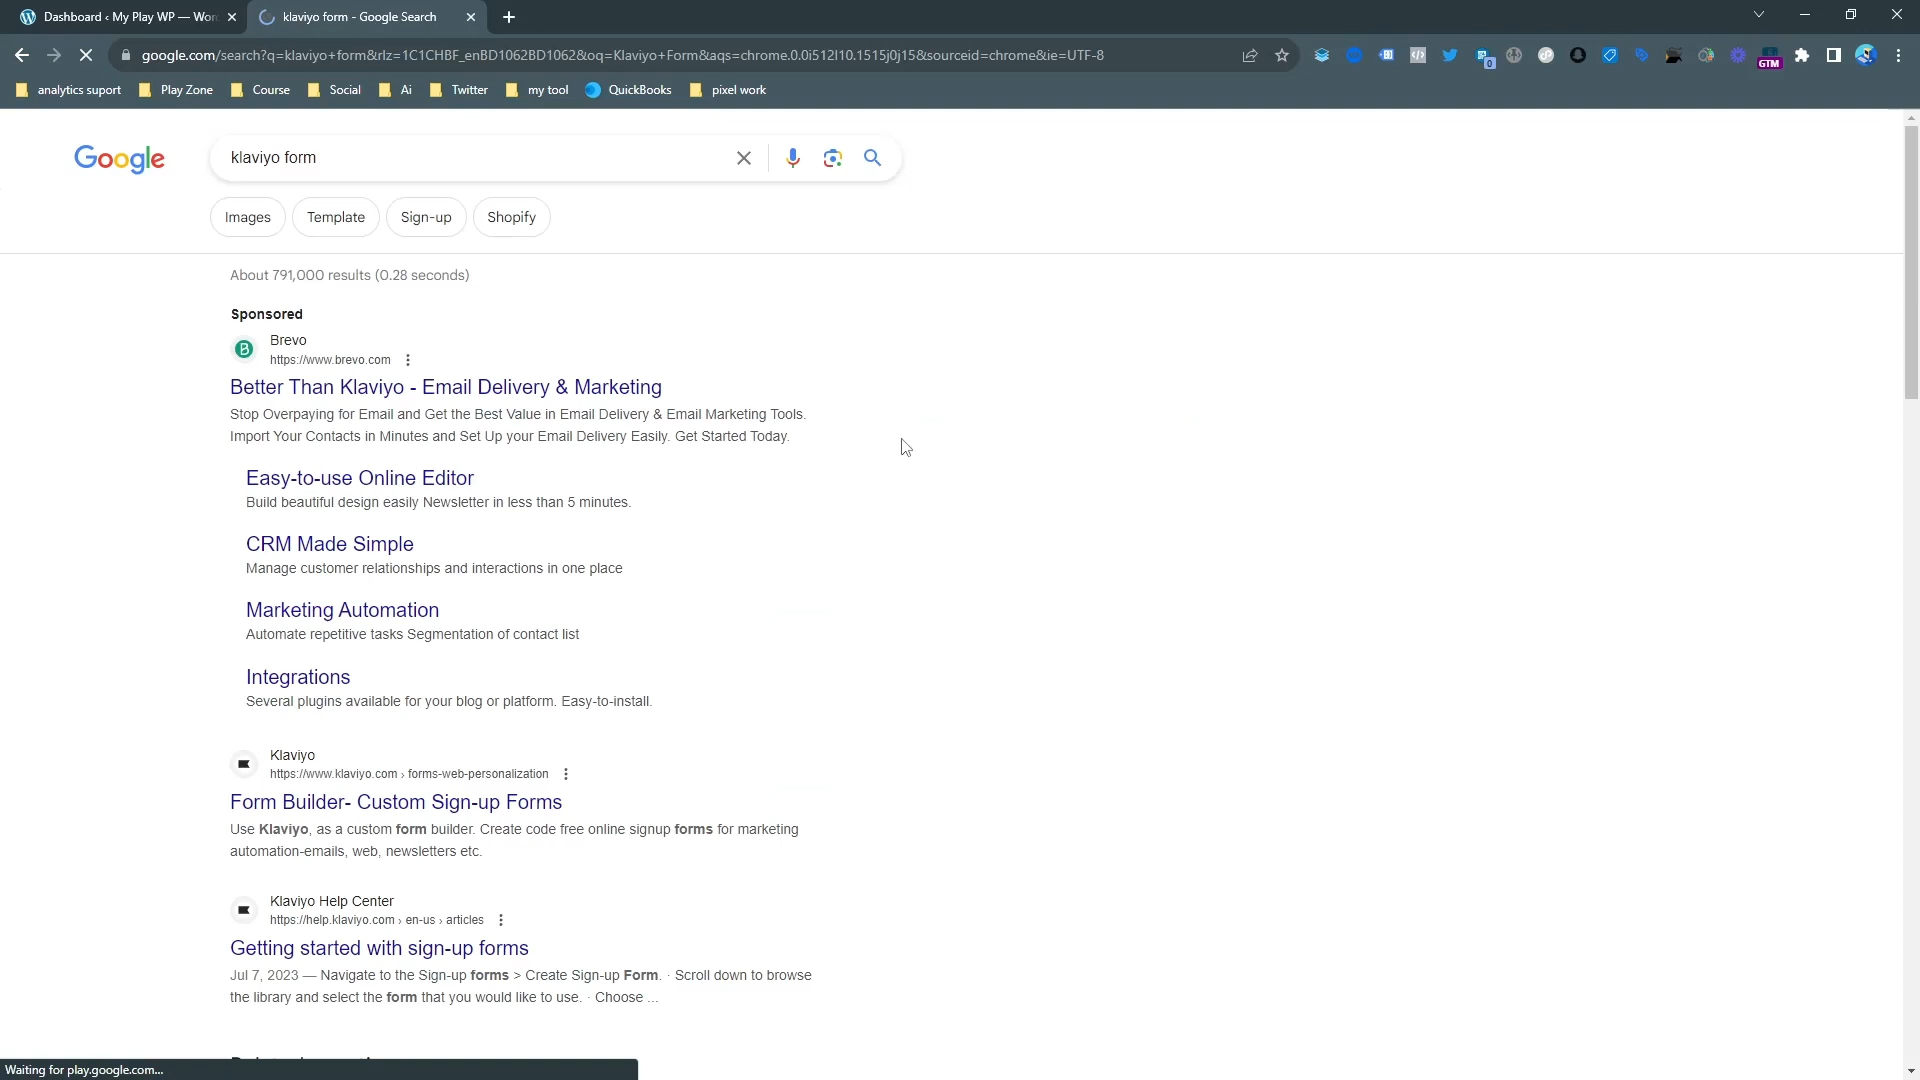 Dashboard ‹ My Play WP — Wor
klaviyo form - Google Search
google.com/search?q=klaviyo+form&rlz=1C1CHBF_enBD1062BD1062&oq=Klaviyo+Form&aqs=chrome.0.0i512l10.1515j0j15&sourceid=chrome&ie=UTF-8
0
GTM
analytics suport
Play Zone
Course
Social
Ai
Twitter
my tool
QuickBooks
pixel work
Google
klaviyo form
Images
Template
Sign-up
Shopify
About 791,000 results (0.28 seconds)
Sponsored
B
Brevo
https://www.brevo.com
Better Than Klaviyo - Email Delivery & Marketing
Stop Overpaying for Email and Get the Best Value in Email Delivery & Email Marketing Tools.
Import Your Contacts in Minutes and Set Up your Email Delivery Easily. Get Started Today.
Easy-to-use Online Editor
Build beautiful design easily Newsletter in less than 5 minutes.
CRM Made Simple
Manage customer relationships and interactions in one place
Marketing Automation
Automate repetitive tasks Segmentation of contact list
Integrations
Several plugins available for your blog or platform. Easy-to-install.
Klaviyo
https://www.klaviyo.com › forms-web-personalization
Form Builder- Custom Sign-up Forms
Use Klaviyo, as a custom form builder. Create code free online signup forms for marketing
automation-emails, web, newsletters etc.
Klaviyo Help Center
https://help.klaviyo.com › en-us › articles
Getting started with sign-up forms
Jul 7, 2023 — Navigate to the Sign-up forms > Create Sign-up Form. · Scroll down to browse
the library and select the form that you would like to use. · Choose ...
Waiting for play.google.com...